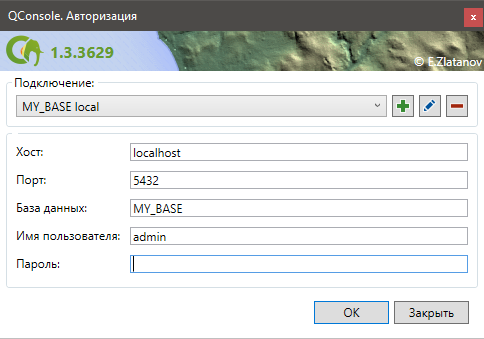 QConsole. Авторизация
1.3.3629
© E.Zlatanov
Подключение:
MY_BASE local
Хост:
localhost
Порт:
5432
База данных:
MY_BASE
Имя пользователя:
admin
Пароль:
OK
Закрыть